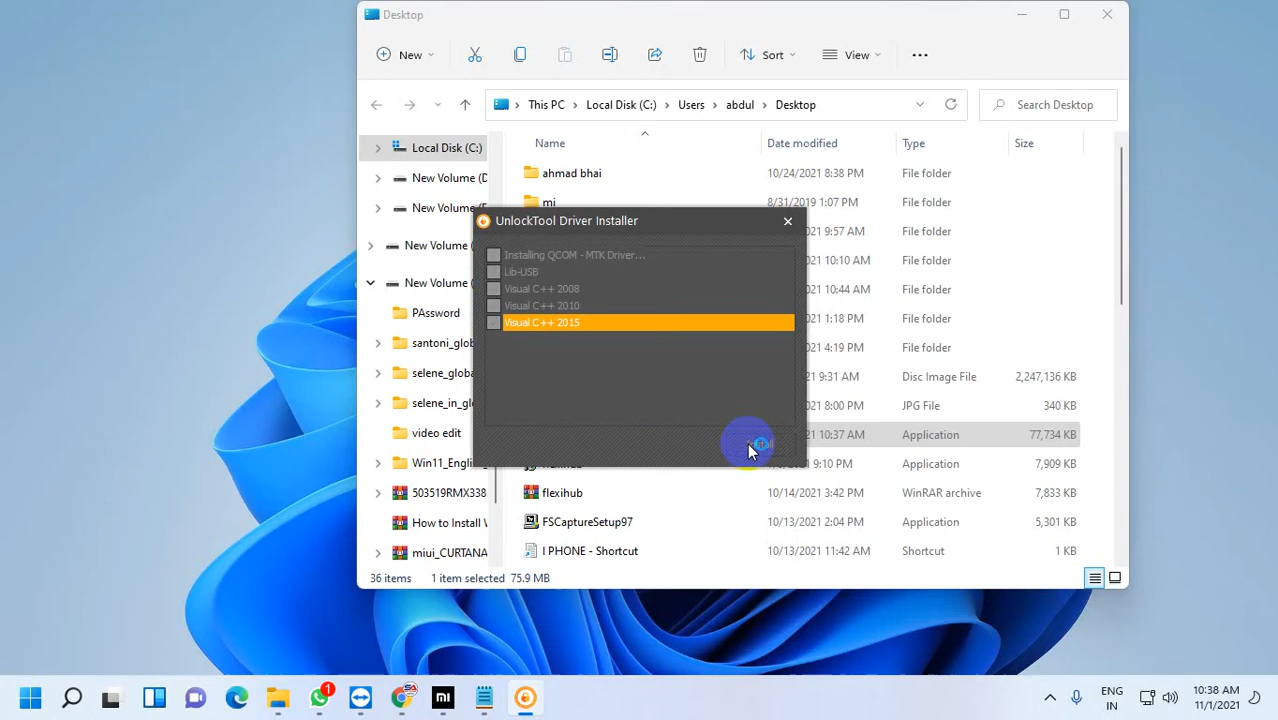 Desktop
New
Sort
View
This PC > Local Disk (C:) > Users > abdul > Desktop
Search Desktop
Name
Date modified
Type
Size
Local Disk (C:)
New Volume (D
New Volume (
New Volume (
New Volume (
PAssword
santoni_glob
selene_globa
selene_in_gl
video edit
Win11_Englis
503519RMX338
How to Install W
miui_CURTANA
ahmad bhai
10/24/2021 8:38 PM
File folder
mi
8/31/2019 1:07 PM
File folder
21 9:57 AM
File folder
21 10:10 AM
File folder
21 10:44 AM
File folder
21 1:18 PM
File folder
21 4:19 PM
File folder
21 9:31 AM
Disc Image File
2,247,136 KB
21 8:00 PM
JPG File
340 KB
21 10:37 AM
Application
77,734 KB
9:10 PM
Application
7,909 KB
flexihub
10/14/2021 3:42 PM
WinRAR archive
7,833 KB
FSCaptureSetup97
10/13/2021 2:04 PM
Application
5,301 KB
I PHONE - Shortcut
10/13/2021 11:42 AM
Shortcut
1 KB
36 items
1 item selected 75.9 MB
UnlockTool Driver Installer
Installing QCOM - MTK Driver...
Lib-USB
Visual C++ 2008
Visual C++ 2010
Visual C++ 2015
1
mi
ENG
IN
10:38 AM
11/1/2021